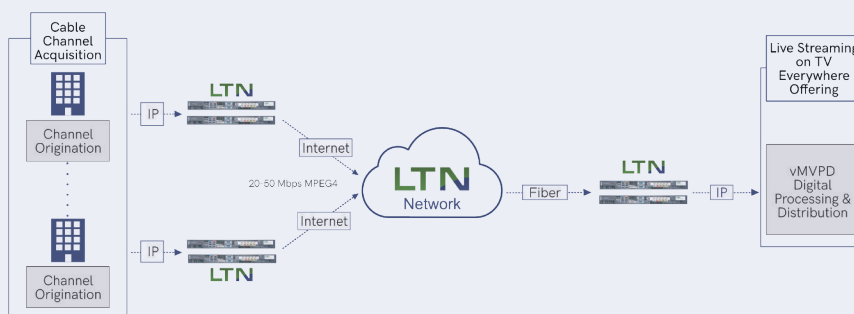 Cable
Channel
Acquisition
Channel
Origination
Channel
Origination
IP
IP
LTN
LTN
Internet
20-50 Mbps MPEG4
Internet
LTN
Network
Fiber
LTN
IP
Live Streaming
on TV
Everywhere
Offering
vMVPD
Digital
Processing &
Distribution